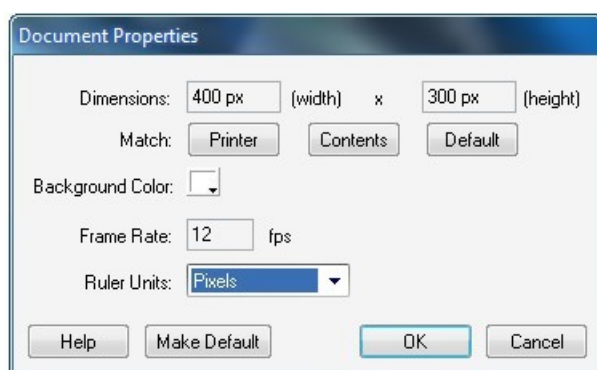 Document Properties
Dimensions: 400 px (width) x 300 px (height)
Match: Printer Contents Default
Background Color:
Frame Rate: 12 fps
Ruler Units: Pixels
Help Make Default OK Cancel